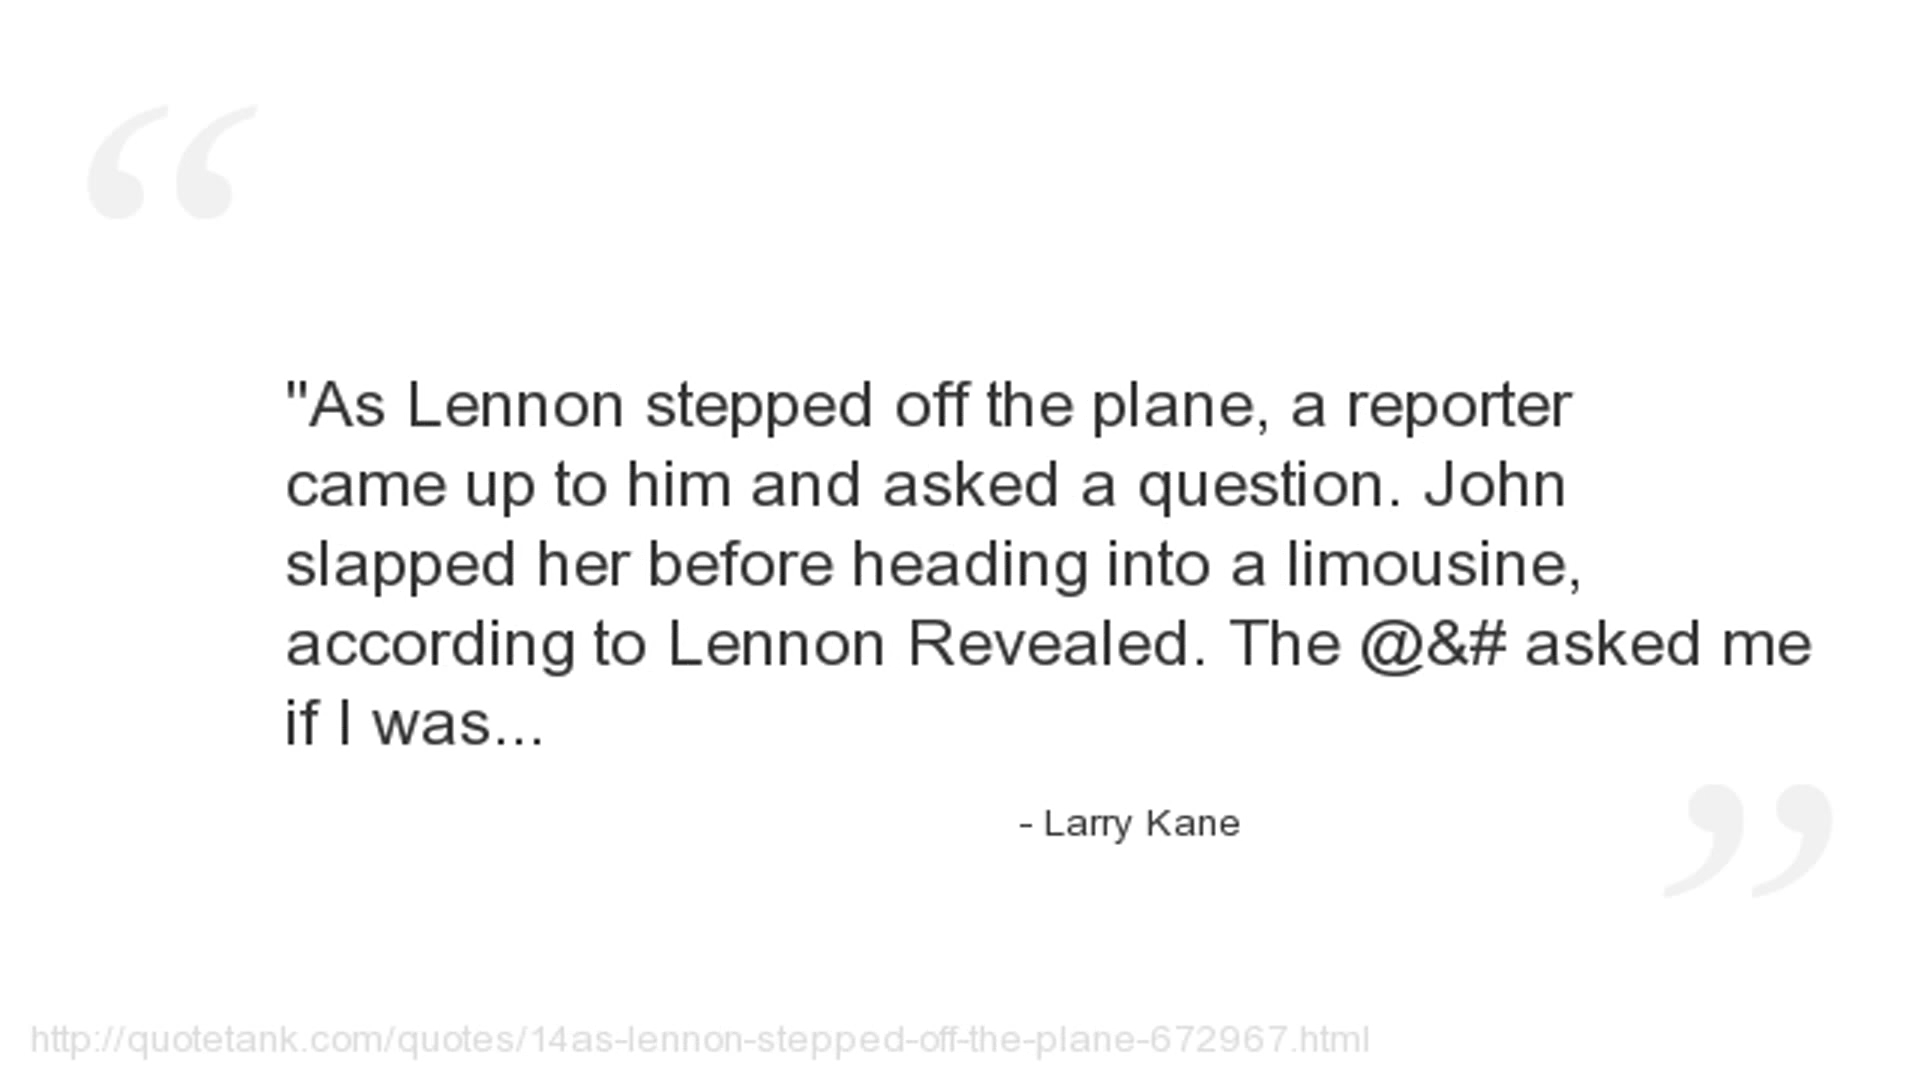 "As Lennon stepped off the plane, a reporter
came up to him and asked a question. John
slapped her before heading into a limousine,
according to Lennon Revealed. The @&# asked me
if I was...
- Larry Kane
http://quotetank.com/quotes/14as-lennon-stepped-off-the-plane-672967.html